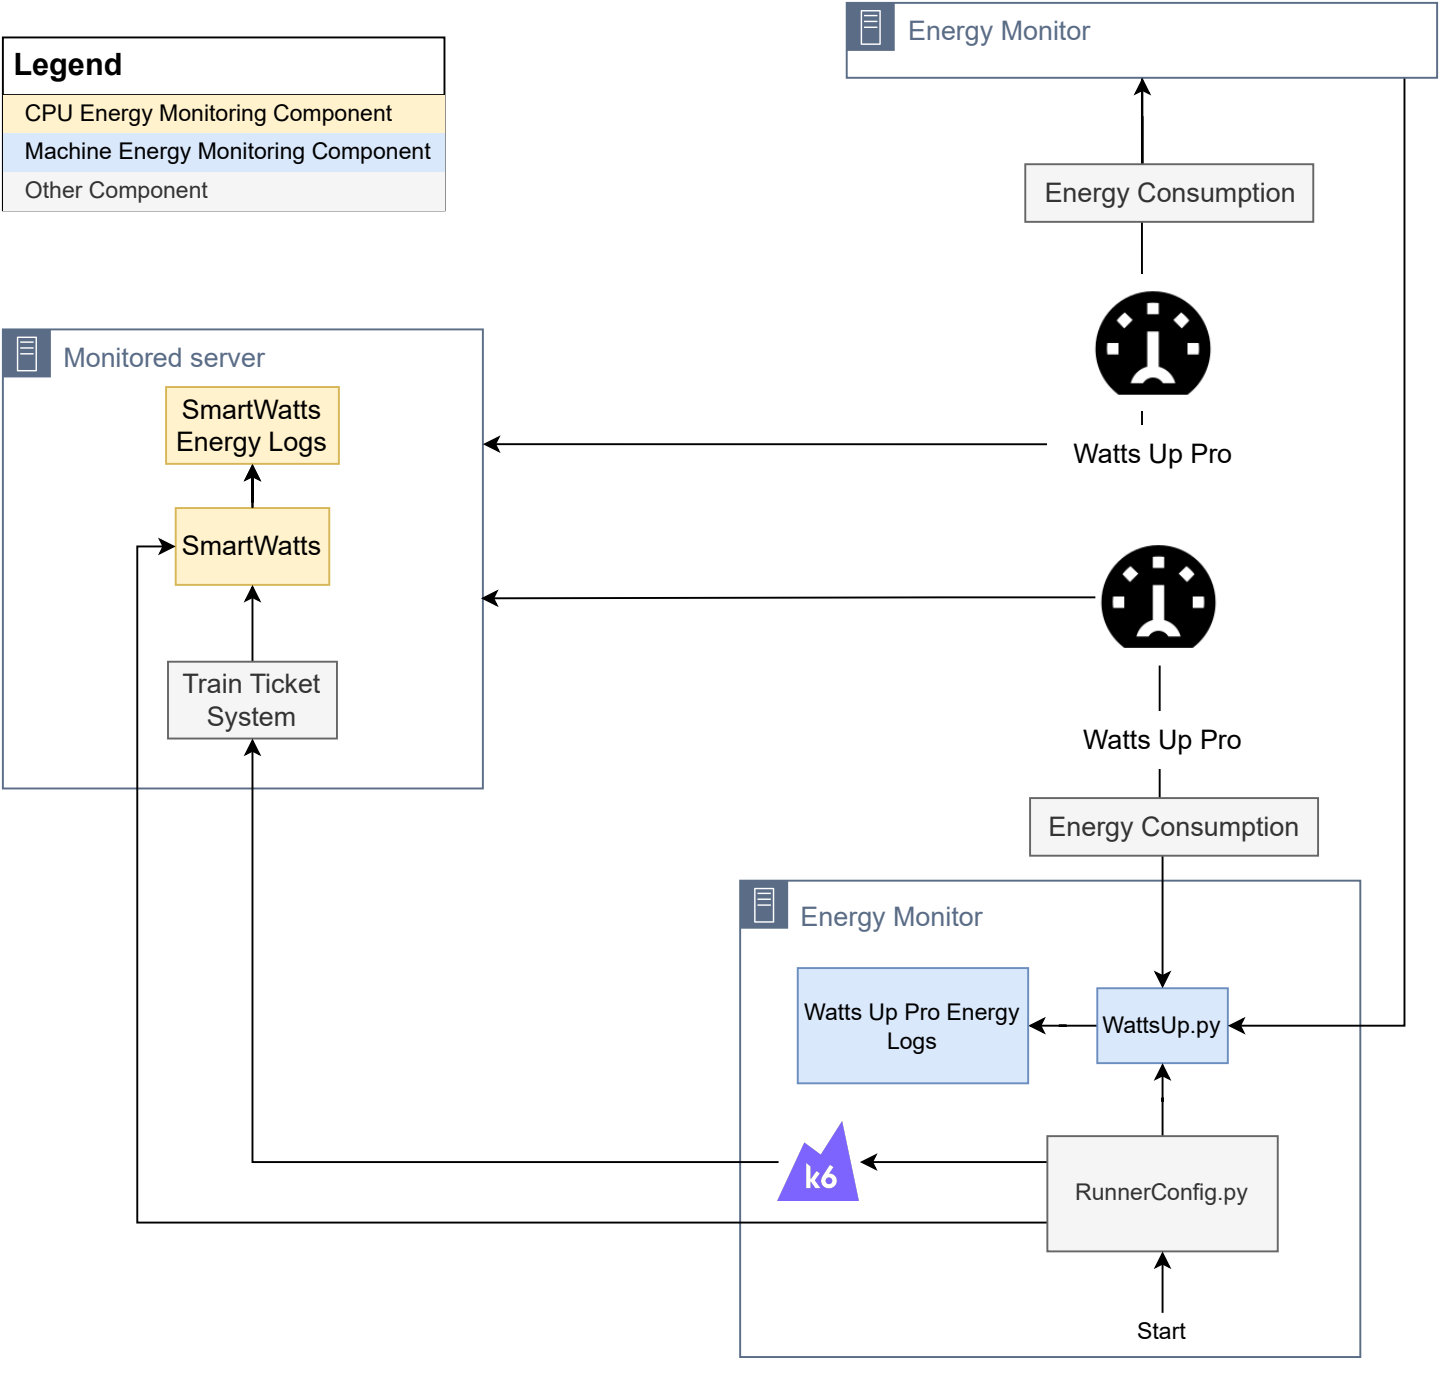 Energy Monitor
Legend
CPU Energy Monitoring Component
Machine Energy Monitoring Component
Other Component
Energy Consumption
Monitored server
SmartWatts
Energy Logs
Watts Up Pro
SmartWatts
Train Ticket
System
Watts Up Pro
Energy Consumption
Energy Monitor
Watts Up Pro Energy
Logs
WattsUp.py
k6
RunnerConfig.py
Start